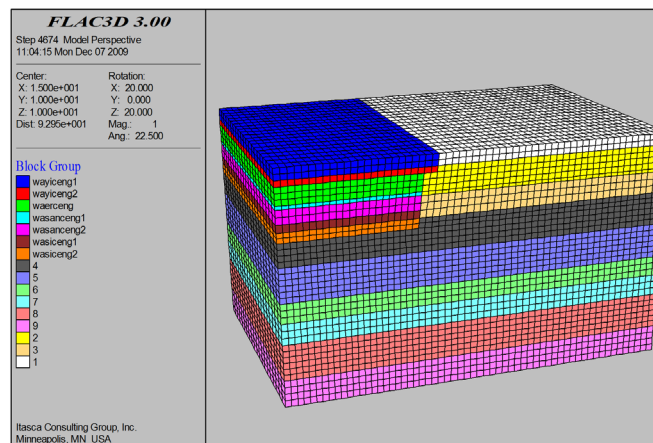 FLAC3D 3.00
Step 4674 Model Perspective
11:04:15 Mon Dec 07 2009
Center:
X: 1.500e+001
Y: 1.000e+001
Z: 1.000e+001
Dist: 9.295e+001
Rotation:
X: 20.000
Y: 0.000
Z: 20.000
Mag.: 1
Ang.: 22.500
Block Group
wayiceng1
wayiceng2
waerceng
wasanceng1
wasanceng2
wasiceng1
wasiceng2
4
5
6
7
8
9
2
3
1
Itasca Consulting Group, Inc.
Minneapolis, MN USA